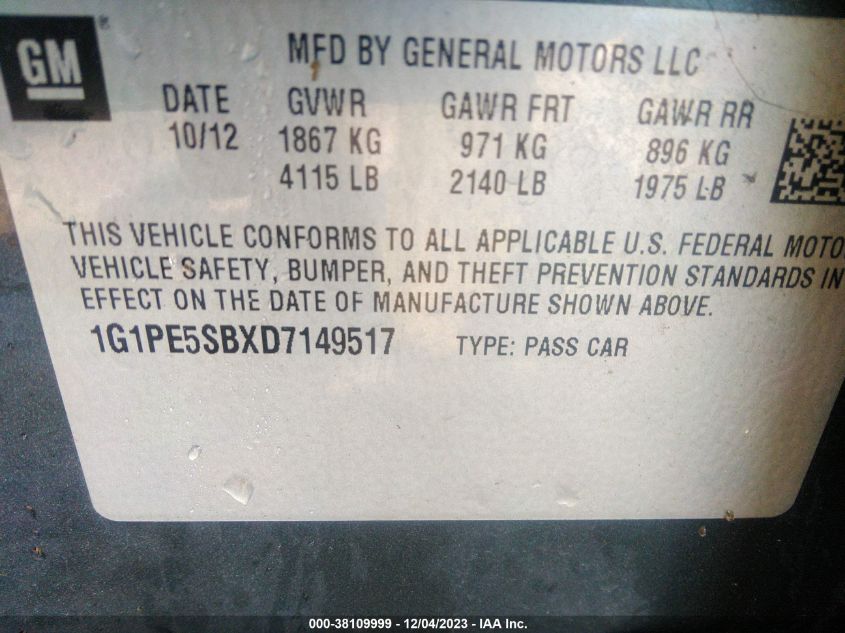 GM ®
MFD BY GENERAL MOTORS LLC
DATE GVWR GAWR FRT GAWR RR
10/12 1867 KG 971 KG 896 KG
4115 LB 2140 LB 1975 LB
THIS VEHICLE CONFORMS TO ALL APPLICABLE U.S. FEDERAL MOTO
VEHICLE SAFETY, BUMPER, AND THEFT PREVENTION STANDARDS IN
EFFECT ON THE DATE OF MANUFACTURE SHOWN ABOVE.
1G1PE5SBXD7149517 TYPE: PASS CAR
000-38109999 - 12/04/2023 - IAA Inc.